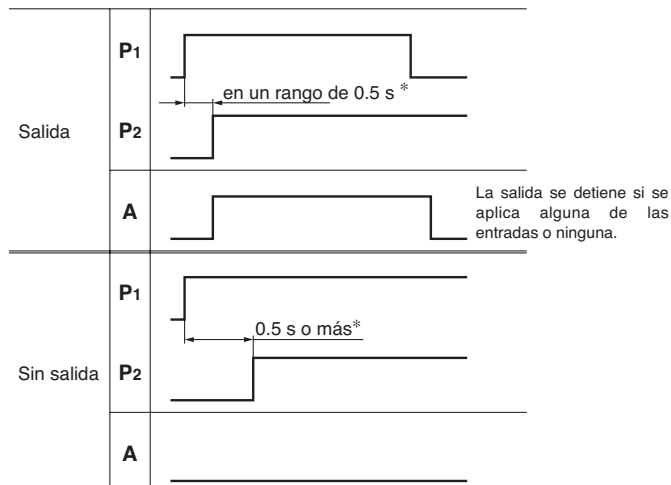 Salida
P1
en un rango de 0.5 s *
P2
A
La salida se detiene si se
aplica alguna de las
entradas o ninguna.
Sin salida
P1
0.5 s o más*
P2
A